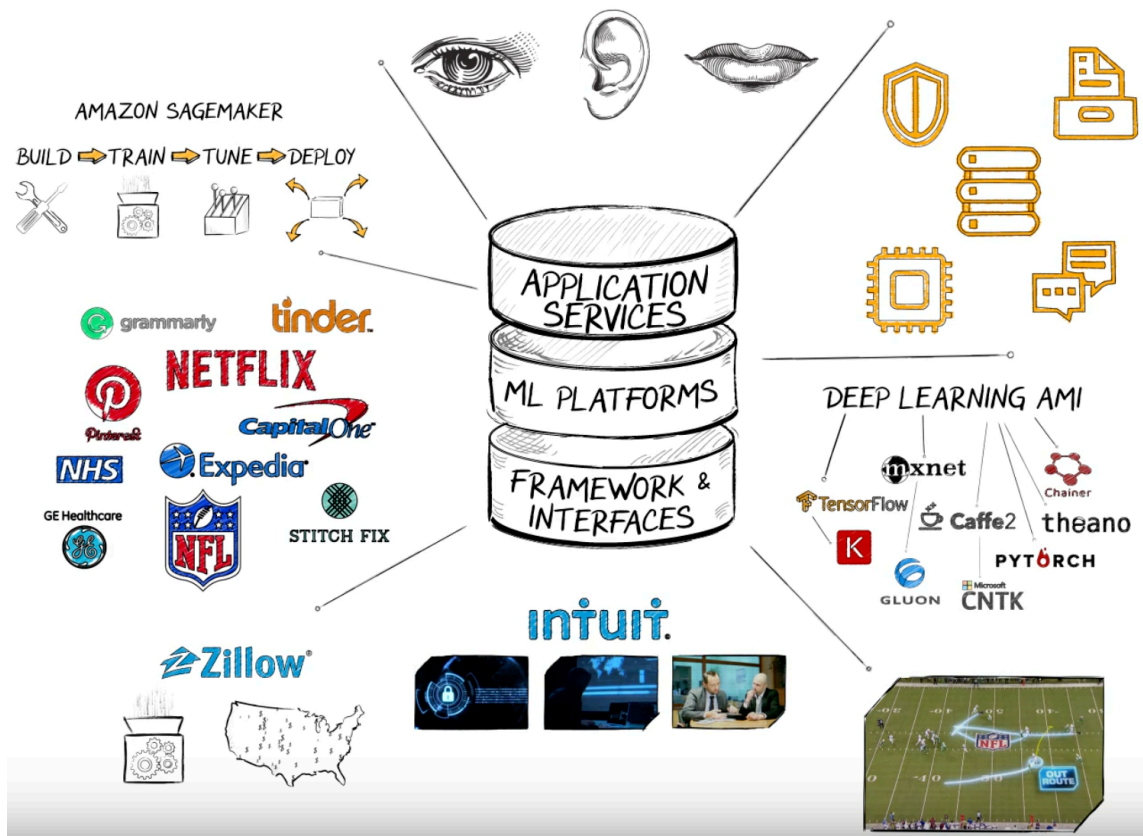 AMAZON SAGEMAKER
BUILD
TRAIN
TUNE
DEPLOY
grammarly
tinder
NETFLIX
Pinterest
Capital One
NHS
Expedia
GE Healthcare
GE
NFL
STITCH FIX
APPLICATION
SERVICES
ML PLATFORMS
FRAMEWORK &
INTERFACES
DEEP LEARNING AMI
mxnet
Chainer
TensorFlow
Caffe2
theano
K
PYTORCH
GLUON
Microsoft
CNTK
Zillow®
intuit.
NFL
OUT
ROUTE